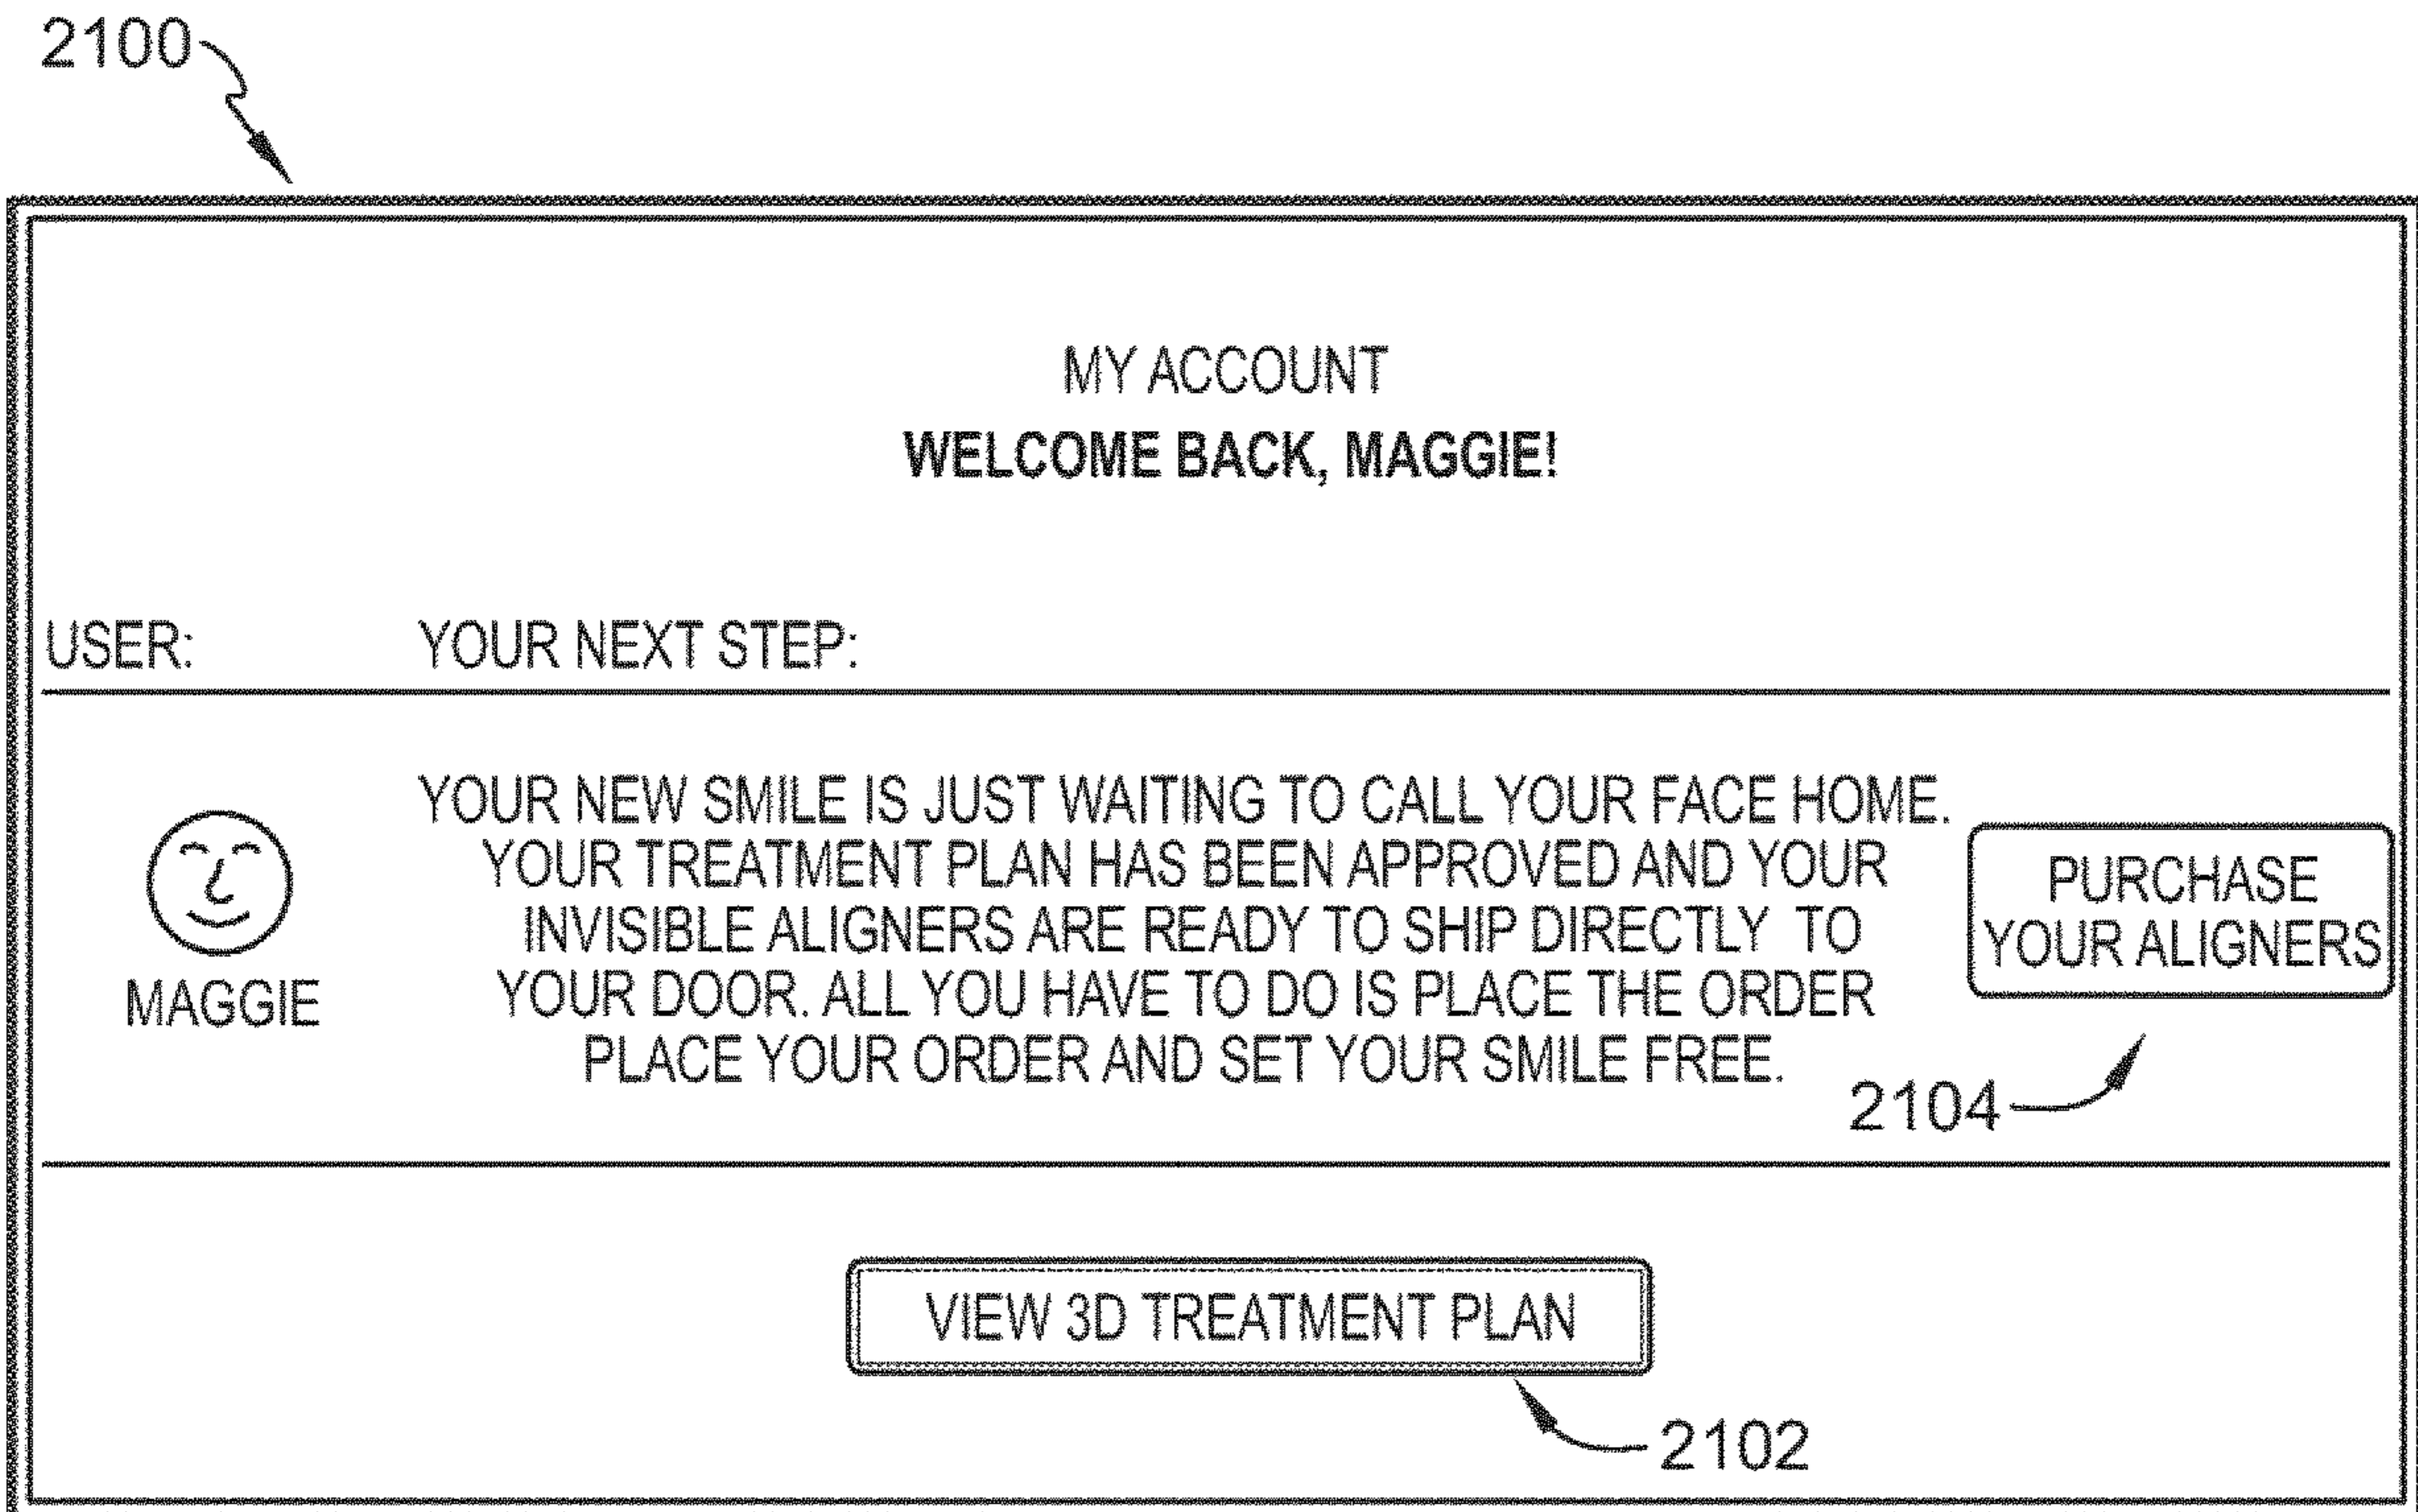 2100
MY ACCOUNT
WELCOME BACK, MAGGIE!
USER: YOUR NEXT STEP:
YOUR NEW SMILE IS JUST WAITING TO CALL YOUR FACE HOME.
YOUR TREATMENT PLAN HAS BEEN APPROVED AND YOUR
INVISIBLE ALIGNERS ARE READY TO SHIP DIRECTLY TO
YOUR DOOR. ALL YOU HAVE TO DO IS PLACE THE ORDER
PLACE YOUR ORDER AND SET YOUR SMILE FREE.
MAGGIE
PURCHASE
YOUR ALIGNERS
2104
VIEW 3D TREATMENT PLAN
2102